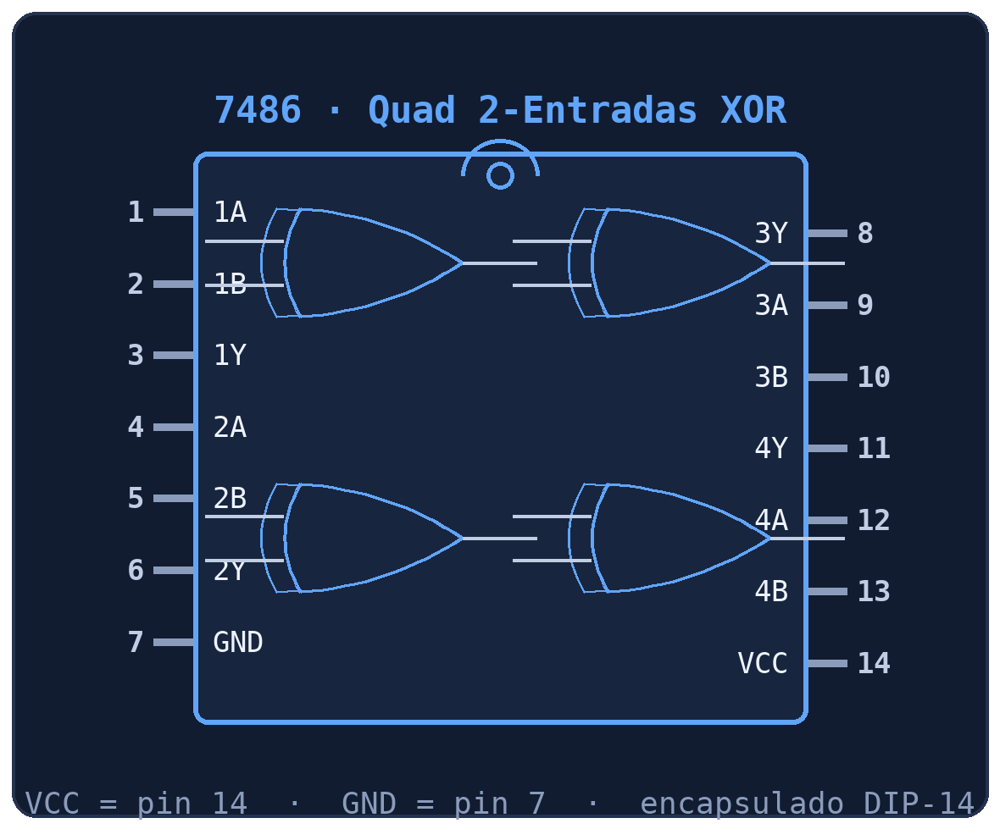 7486 · Quad 2-Entradas XOR
1 1A
2 1B
3 1Y
4 2A
5 2B
6 2Y
7 GND
3Y 8
3A 9
3B 10
4Y 11
4A 12
4B 13
VCC 14
VCC = pin 14 · GND = pin 7 · encapsulado DIP-14